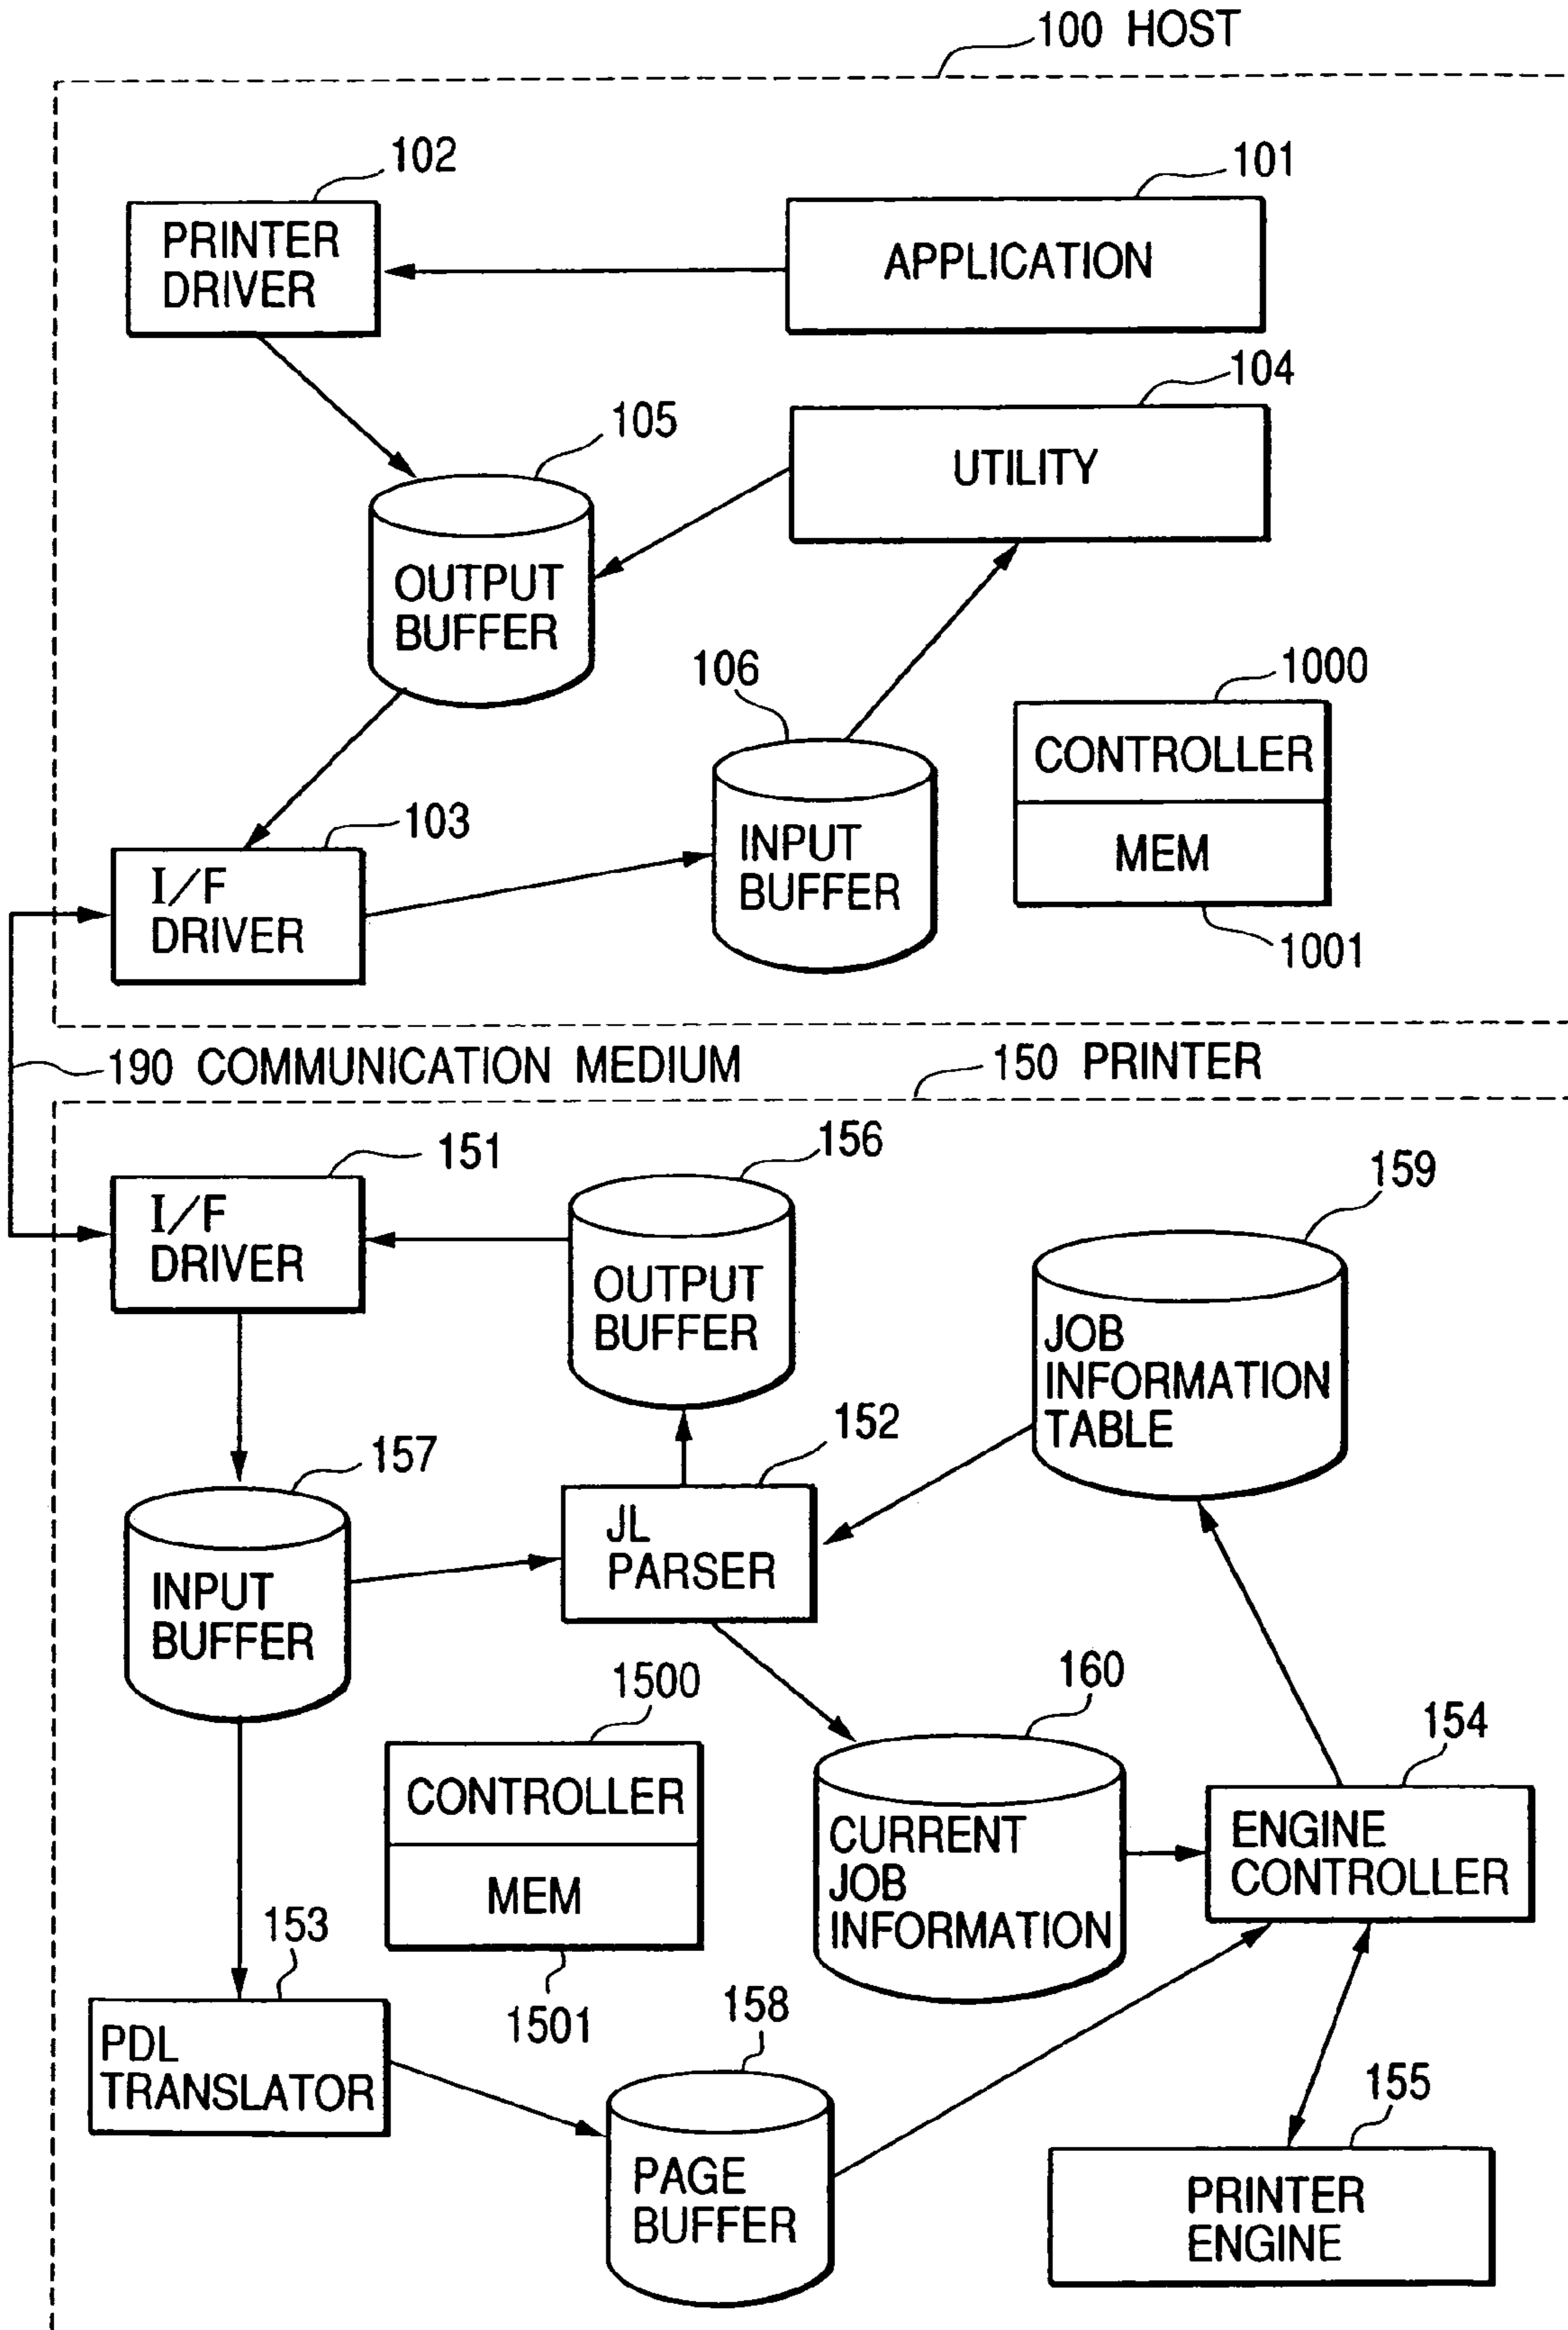 100 HOST
102
101
PRINTER
DRIVER
APPLICATION
104
105
UTILITY
OUTPUT
BUFFER
106
1000
CONTROLLER
103
INPUT
BUFFER
MEM
I/F
DRIVER
1001
190 COMMUNICATION MEDIUM
150 PRINTER
151
156
159
I/F
DRIVER
OUTPUT
BUFFER
JOB
INFORMATION
TABLE
157
152
JL
PARSER
INPUT
BUFFER
1500
160
154
CONTROLLER
CURRENT
JOB
INFORMATION
ENGINE
CONTROLLER
MEM
153
1501
158
PDL
TRANSLATOR
155
PAGE
BUFFER
PRINTER
ENGINE